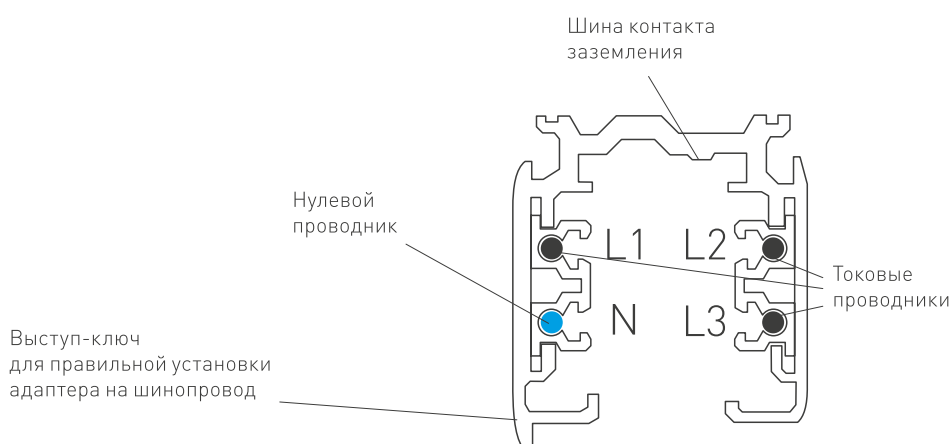 Шина контакта
заземления
Нулевой
проводник
L1
L2
Токовые
проводники
N
L3
Выступ-ключ
для правильной установки
адаптера на шинопровод